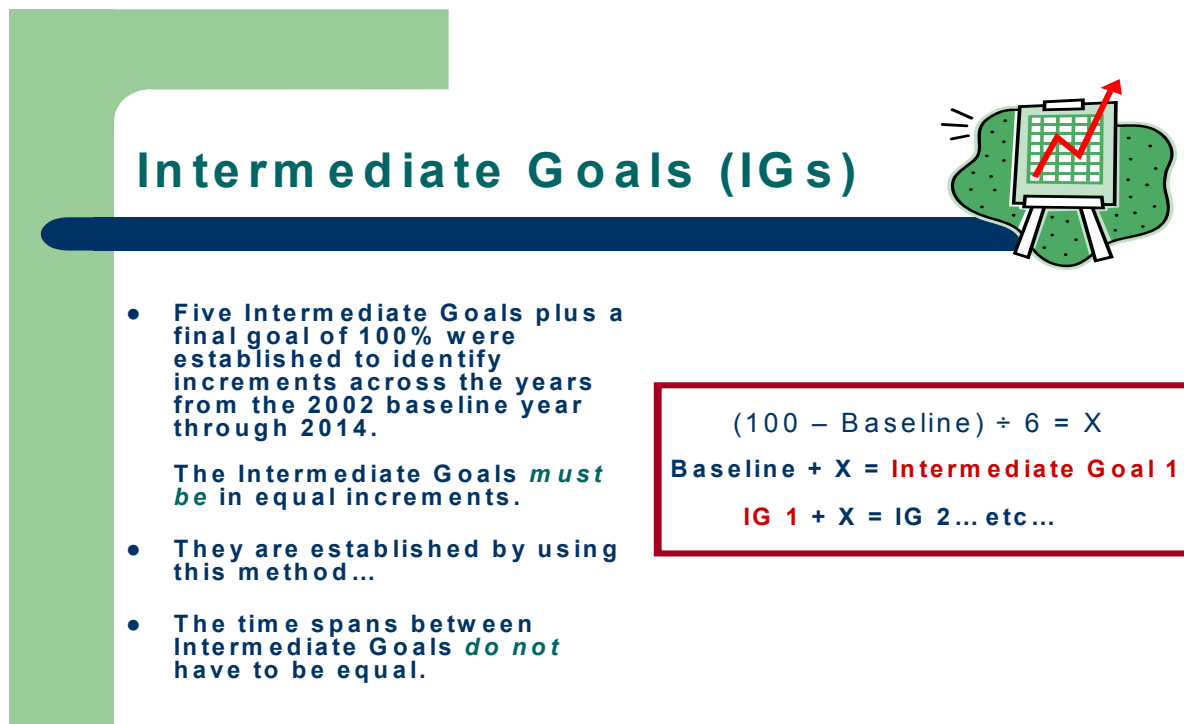 Intermediate Goals (IGs)
● Five Intermediate Goals plus a
final goal of 100% were
established to identify
increments across the years
from the 2002 baseline year
through 2014.
The Intermediate Goals must
be in equal increments.
● They are established by using
this method…
● The time spans between
Intermediate Goals do not
have to be equal.
(100 – Baseline) ÷ 6 = X
Baseline + X = Intermediate Goal 1
IG 1 + X = IG 2… etc…